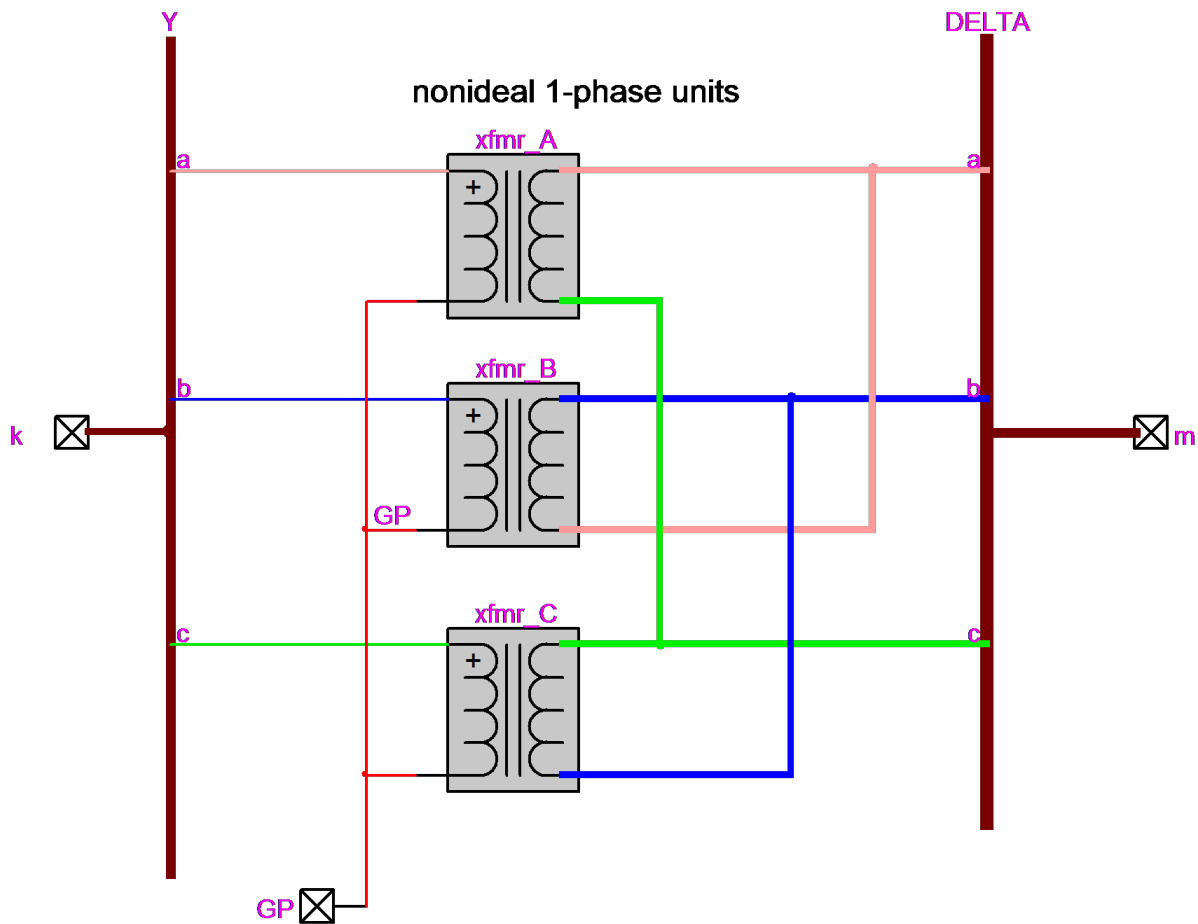 Y
DELTA
nonideal 1-phase units
xfmr_A
a
a
+
xfmr_B
b
b
+
k
m
GP
xfmr_C
c
c
+
GP